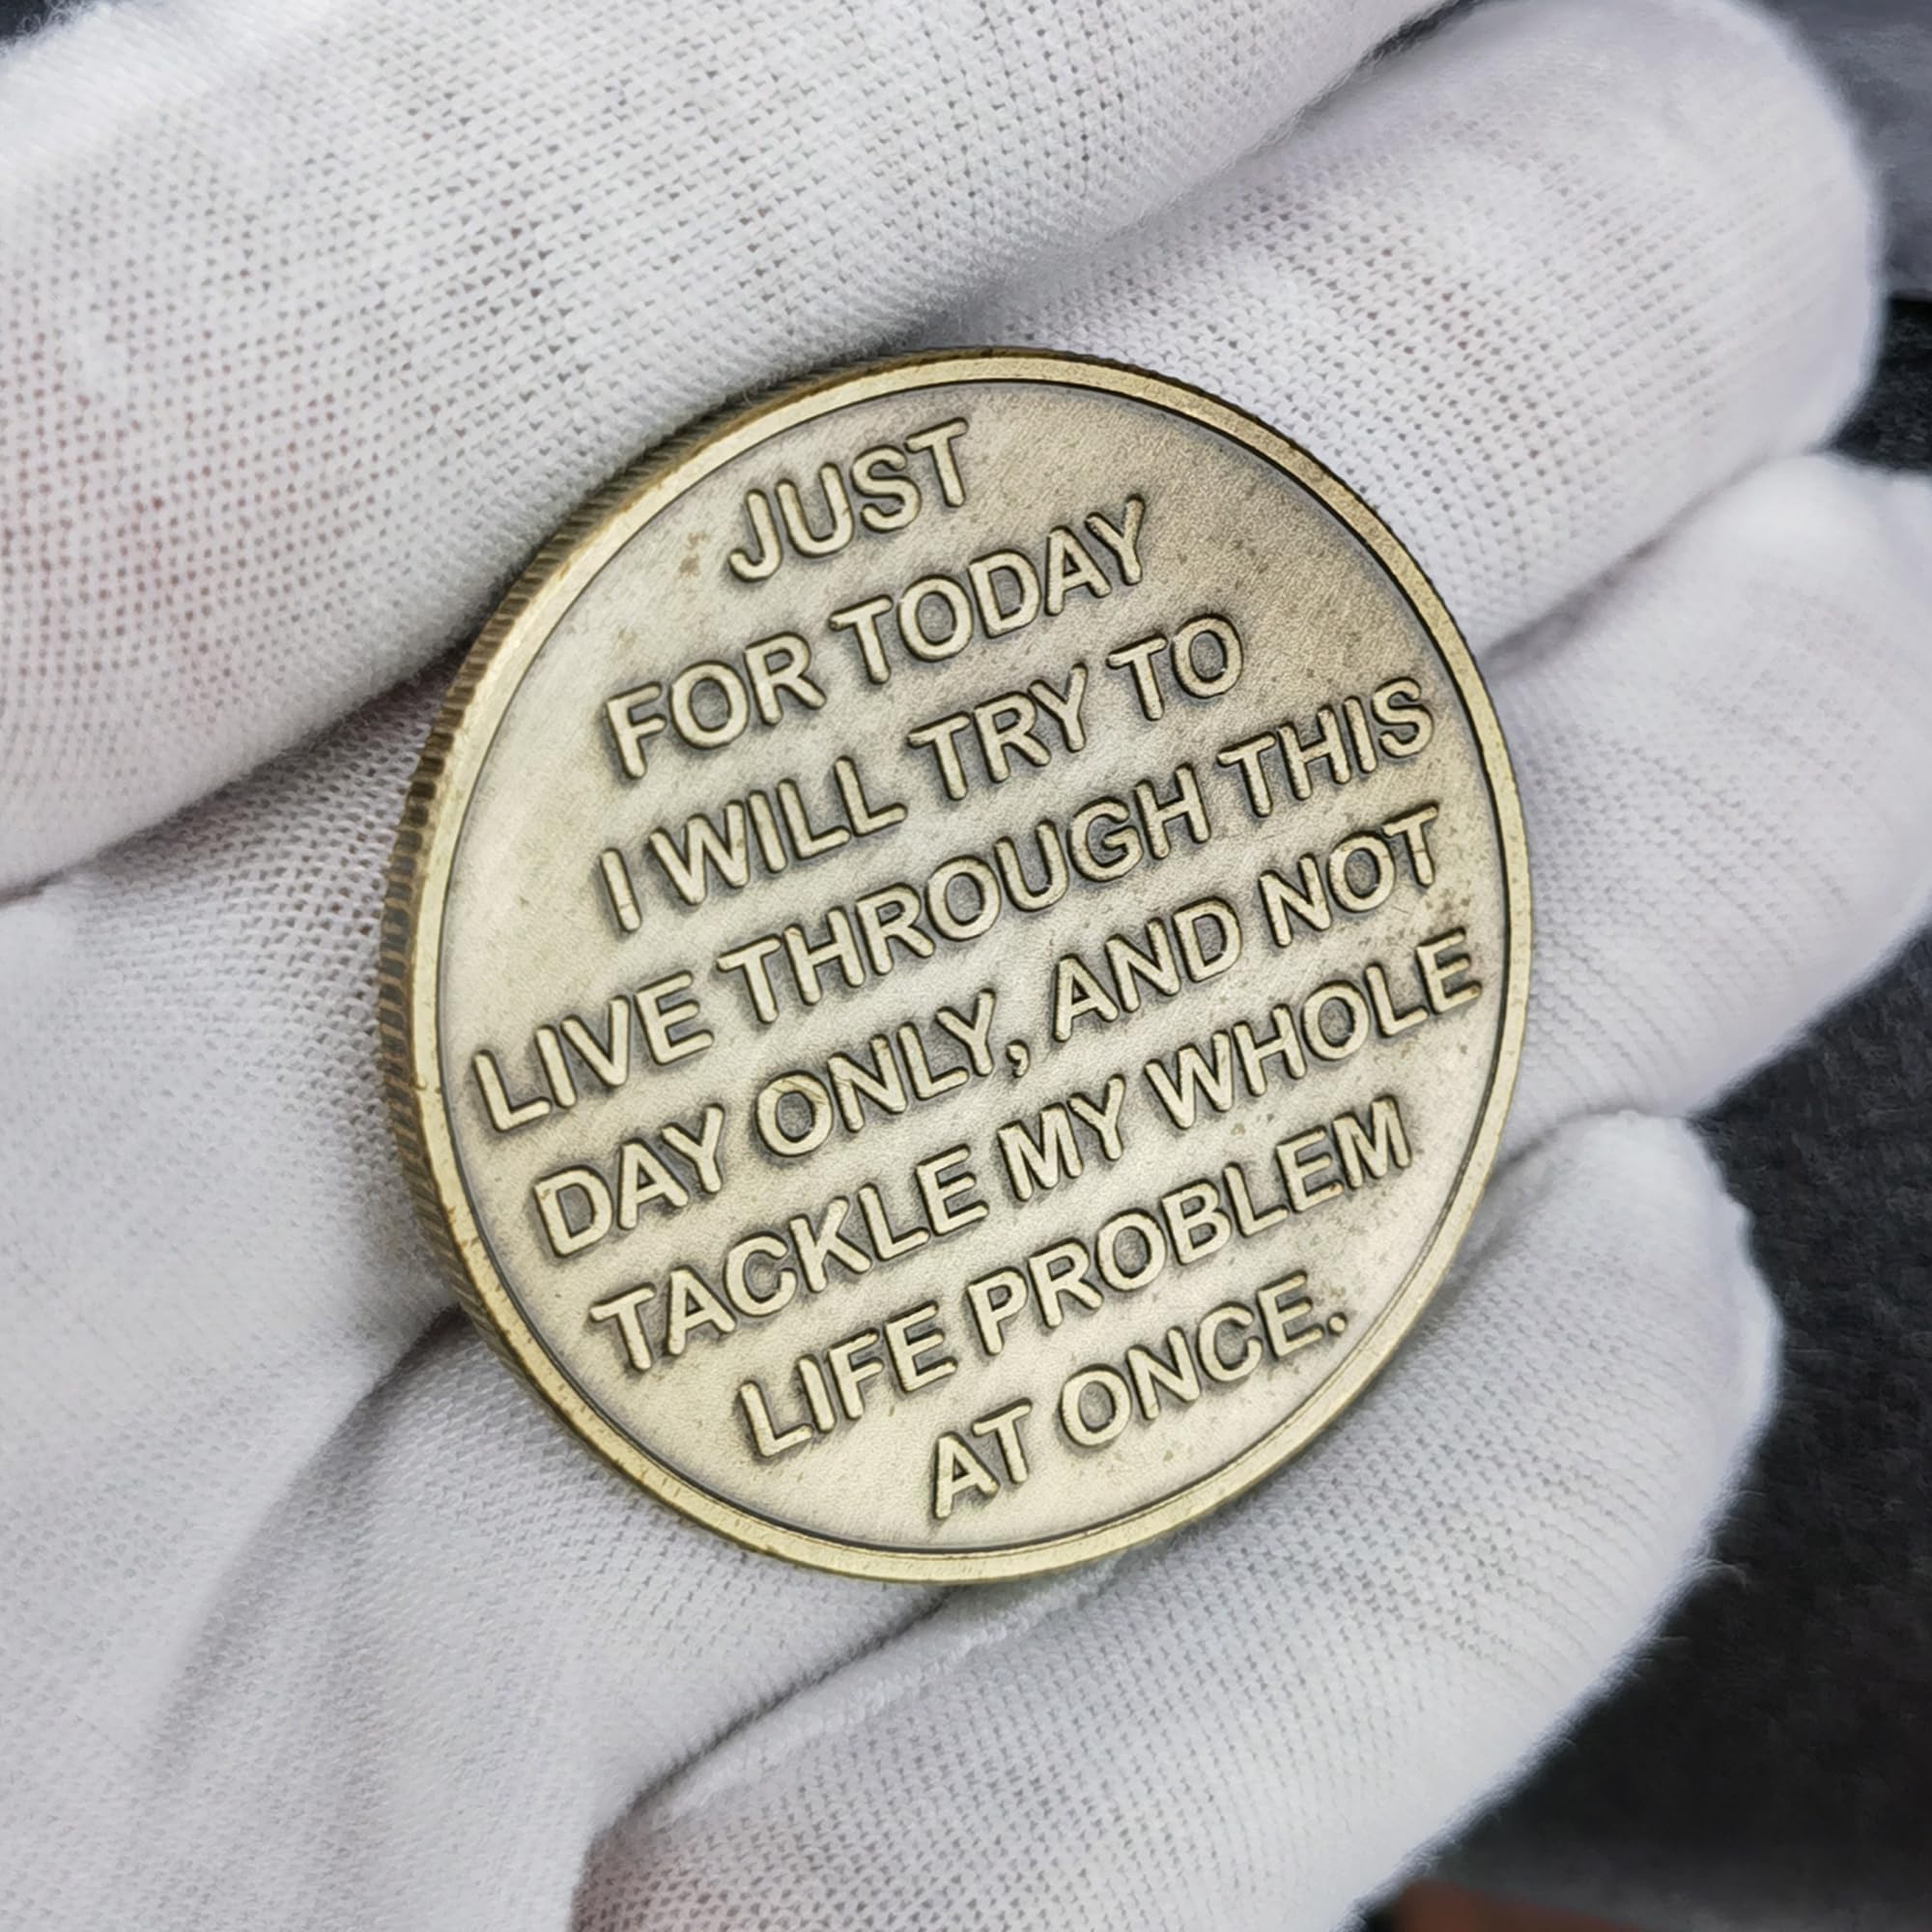 JUST
FOR TODAY
I WILL TRY TO
LIVE THROUGH THIS
DAY ONLY, AND NOT
TACKLE MY WHOLE
LIFE PROBLEM
AT ONCE.